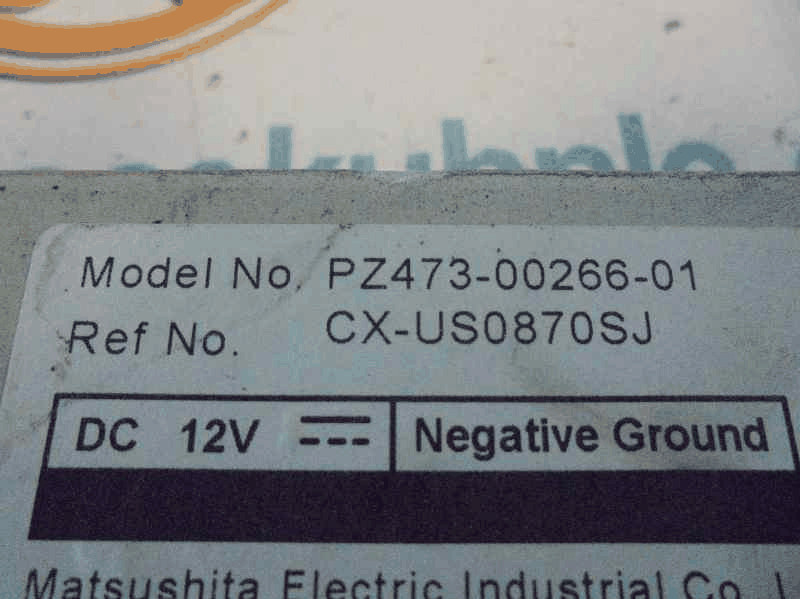 Model No. PZ473-00266-01
Ref No. CX-US0870SJ
DC 12V Negative Ground
Matsushita Electric Industrial Co.